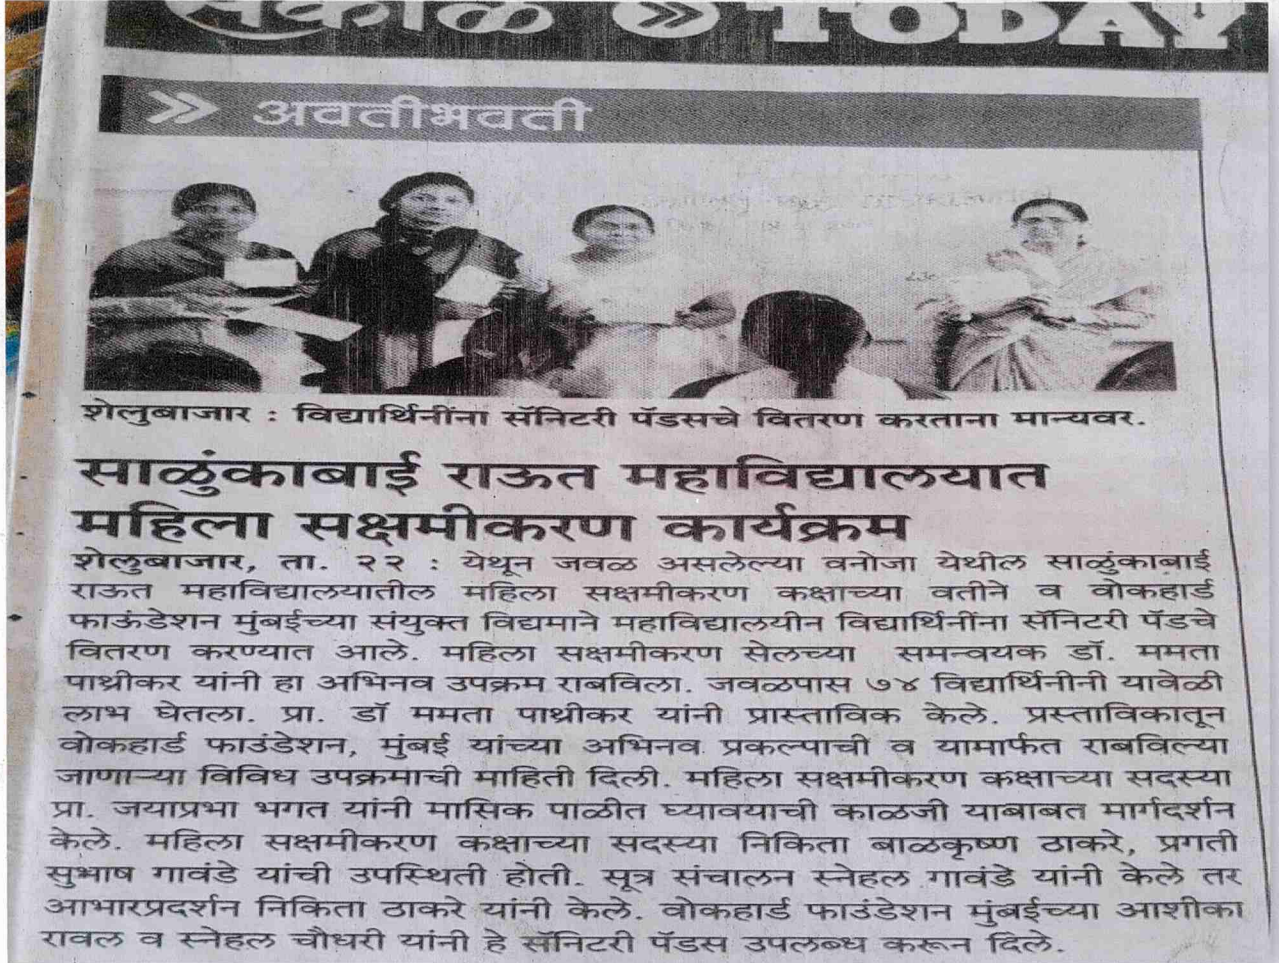 सकाळ >> TODAY
>> अवतीभवती
शेलुबाजार : विद्यार्थिनींना सॅनिटरी पॅडसचे वितरण करताना मान्यवर.
साळुंकाबाई राऊत महाविद्यालयात
महिला सक्षमीकरण कार्यक्रम
शेलुबाजार, ता. २२ : येथून जवळ असलेल्या वनोजा येथील साळुंकाबाई
राऊत महाविद्यालयातील महिला सक्षमीकरण कक्षाच्या वतीने व वोकहार्ड
फाऊंडेशन मुंबईच्या संयुक्त विद्यमाने महाविद्यालयीन विद्यार्थिनींना सॅनिटरी पॅडचे
वितरण करण्यात आले. महिला सक्षमीकरण सेलच्या समन्वयक डॉ. ममता
पाथ्रीकर यांनी हा अभिनव उपक्रम राबविला. जवळपास ७४ विद्यार्थिनीनी यावेळी
लाभ घेतला. प्रा. डॉ ममता पाथ्रीकर यांनी प्रास्ताविक केले. प्रस्ताविकातून
वोकहार्ड फाउंडेशन, मुंबई यांच्या अभिनव प्रकल्पाची व यामार्फत राबविल्या
जाणाऱ्या विविध उपक्रमाची माहिती दिली. महिला सक्षमीकरण कक्षाच्या सदस्या
प्रा. जयाप्रभा भगत यांनी मासिक पाळीत घ्यावयाची काळजी याबाबत मार्गदर्शन
केले. महिला सक्षमीकरण कक्षाच्या सदस्या निकिता बाळकृष्ण ठाकरे, प्रगती
सुभाष गावंडे यांची उपस्थिती होती. सूत्र संचालन स्नेहल गावंडे यांनी केले तर
आभारप्रदर्शन निकिता ठाकरे यांनी केले. वोकहार्ड फाउंडेशन मुंबईच्या आशीका
रावल व स्नेहल चौधरी यांनी हे सॅनिटरी पॅडस उपलब्ध करून दिले.